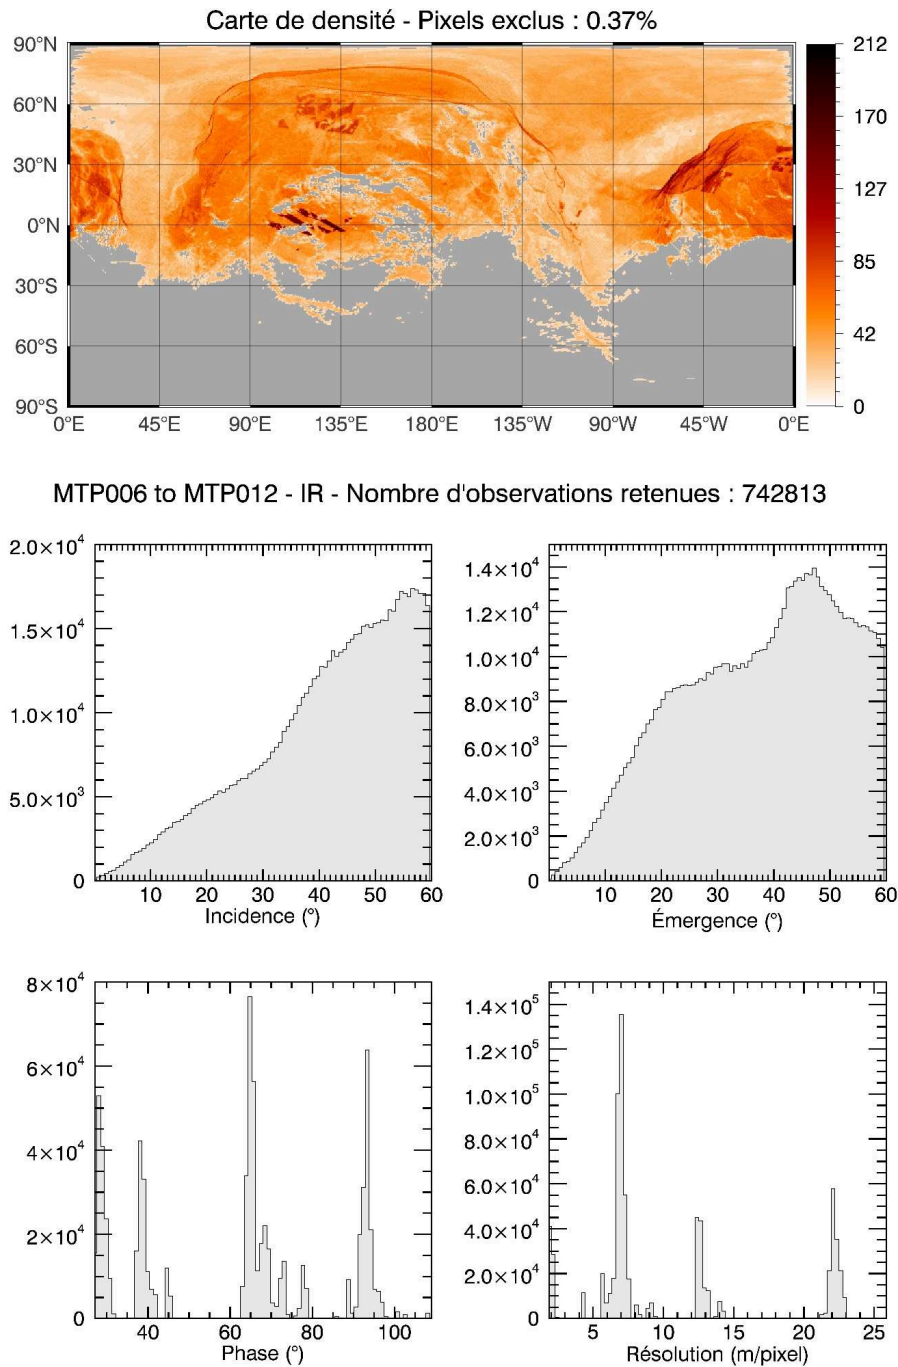 Carte de densité - Pixels exclus : 0.37%
90°N
60°N
30°N
0°N
30°S
60°S
90°S
0°E 45°E 90°E 135°E 180°E 135°W 90°W 45°W 0°E
212
170
127
85
42
0
MTP006 to MTP012 - IR - Nombre d'observations retenues : 742813
2.0×10⁴
1.5×10⁴
1.0×10⁴
5.0×10³
0
10 20 30 40 50 60
Incidence (°)
1.4×10⁴
1.2×10⁴
1.0×10⁴
8.0×10³
6.0×10³
4.0×10³
2.0×10³
0
10 20 30 40 50 60
Émergence (°)
8×10⁴
6×10⁴
4×10⁴
2×10⁴
0
40 60 80 100
Phase (°)
1.4×10⁵
1.2×10⁵
1.0×10⁵
8.0×10⁴
6.0×10⁴
4.0×10⁴
2.0×10⁴
0
5 10 15 20 25
Résolution (m/pixel)